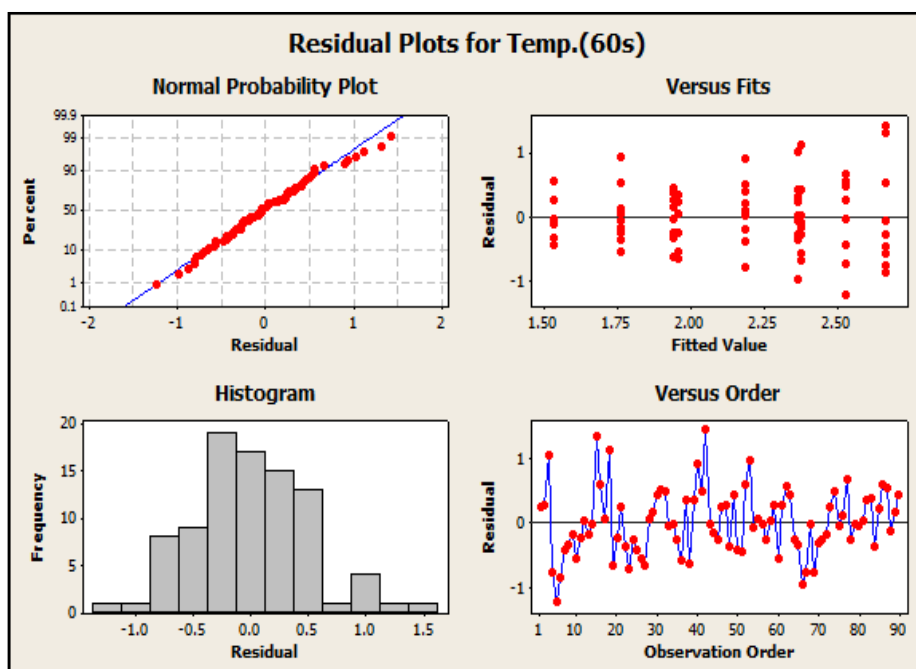 Residual Plots for Temp.(60s)
Normal Probability Plot
99.9
99
90
50
10
1
0.1
Percent
-2 -1 0 1 2
Residual
Versus Fits
1
0
-1
Residual
1.50 1.75 2.00 2.25 2.50
Fitted Value
Histogram
20
15
10
5
0
Frequency
-1.0 -0.5 0.0 0.5 1.0 1.5
Residual
Versus Order
1
0
-1
Residual
1 10 20 30 40 50 60 70 80 90
Observation Order